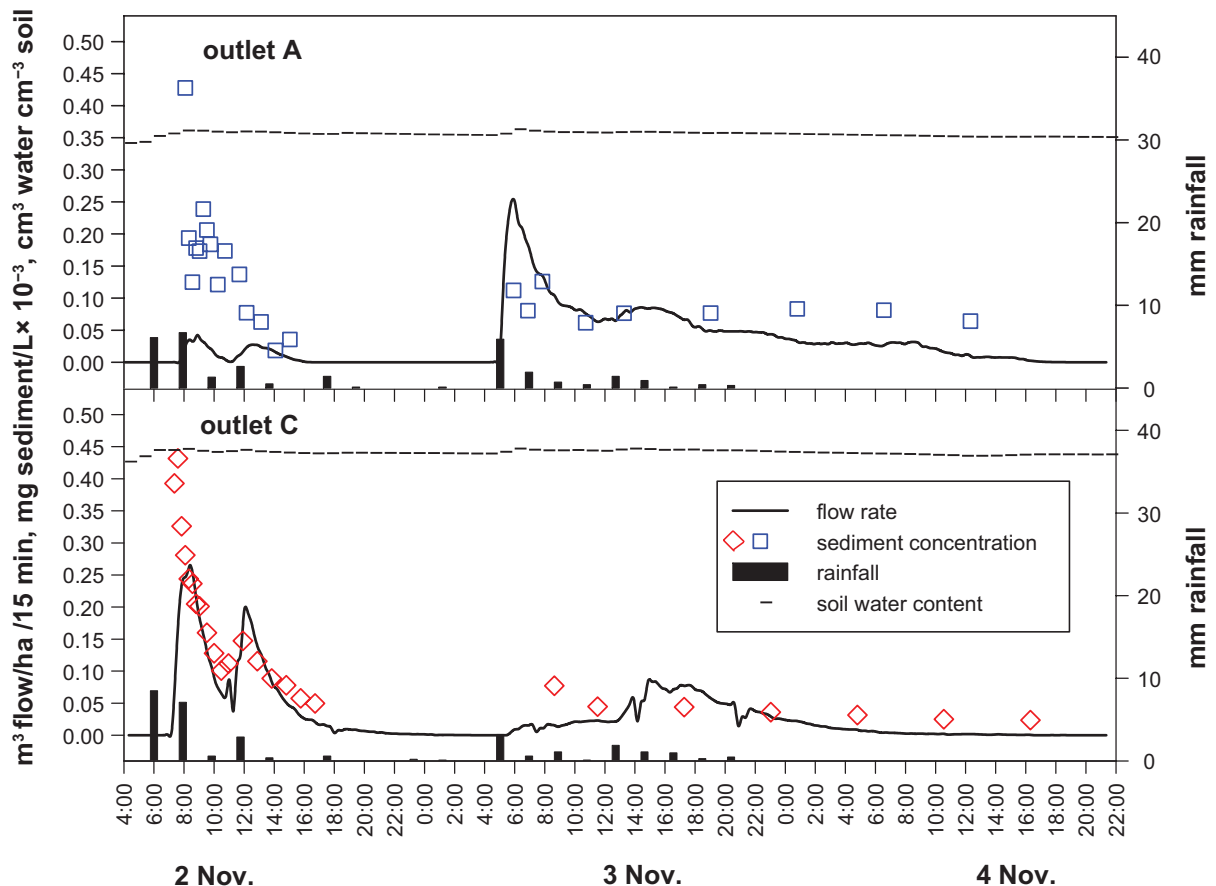 m³ flow/ha /15 min, mg sediment/L× 10⁻³, cm³ water cm⁻³ soil
outlet A
0.50
0.45
0.40
0.35
0.30
0.25
0.20
0.15
0.10
0.05
0.00
40
30
20
10
0
mm rainfall
outlet C
0.50
0.45
0.40
0.35
0.30
0.25
0.20
0.15
0.10
0.05
0.00
flow rate
sediment concentration
rainfall
soil water content
40
30
20
10
0
mm rainfall
4:00 6:00 8:00 10:00 12:00 14:00 16:00 18:00 20:00 22:00 0:00 2:00 4:00 6:00 8:00 10:00 12:00 14:00 16:00 18:00 20:00 22:00 0:00 2:00 4:00 6:00 8:00 10:00 12:00 14:00 16:00 18:00 20:00 22:00
2 Nov. 3 Nov. 4 Nov.